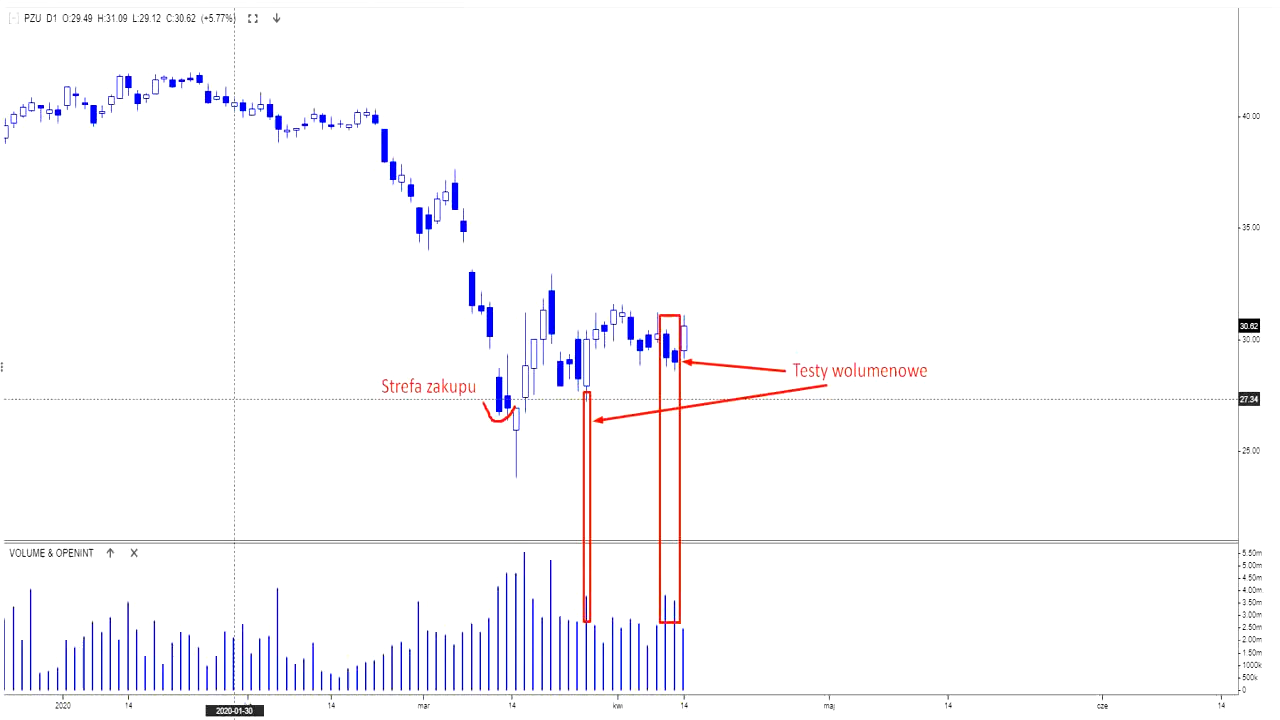 PZU D1 O:29.49 H:31.09 L:29.12 C:30.62 (+5.77%)
40.00
35.00
30.62
30.00
Testy wolumenowe
Strefa zakupu
27.34
25.00
VOLUME & OPENINT
5.50m
5.00m
4.50m
4.00m
3.50m
3.00m
2.50m
2.00m
1.50m
1000k
500k
0
2020 14 14 mar 14 kwi 14 maj 14 cze 14
2020-01-30